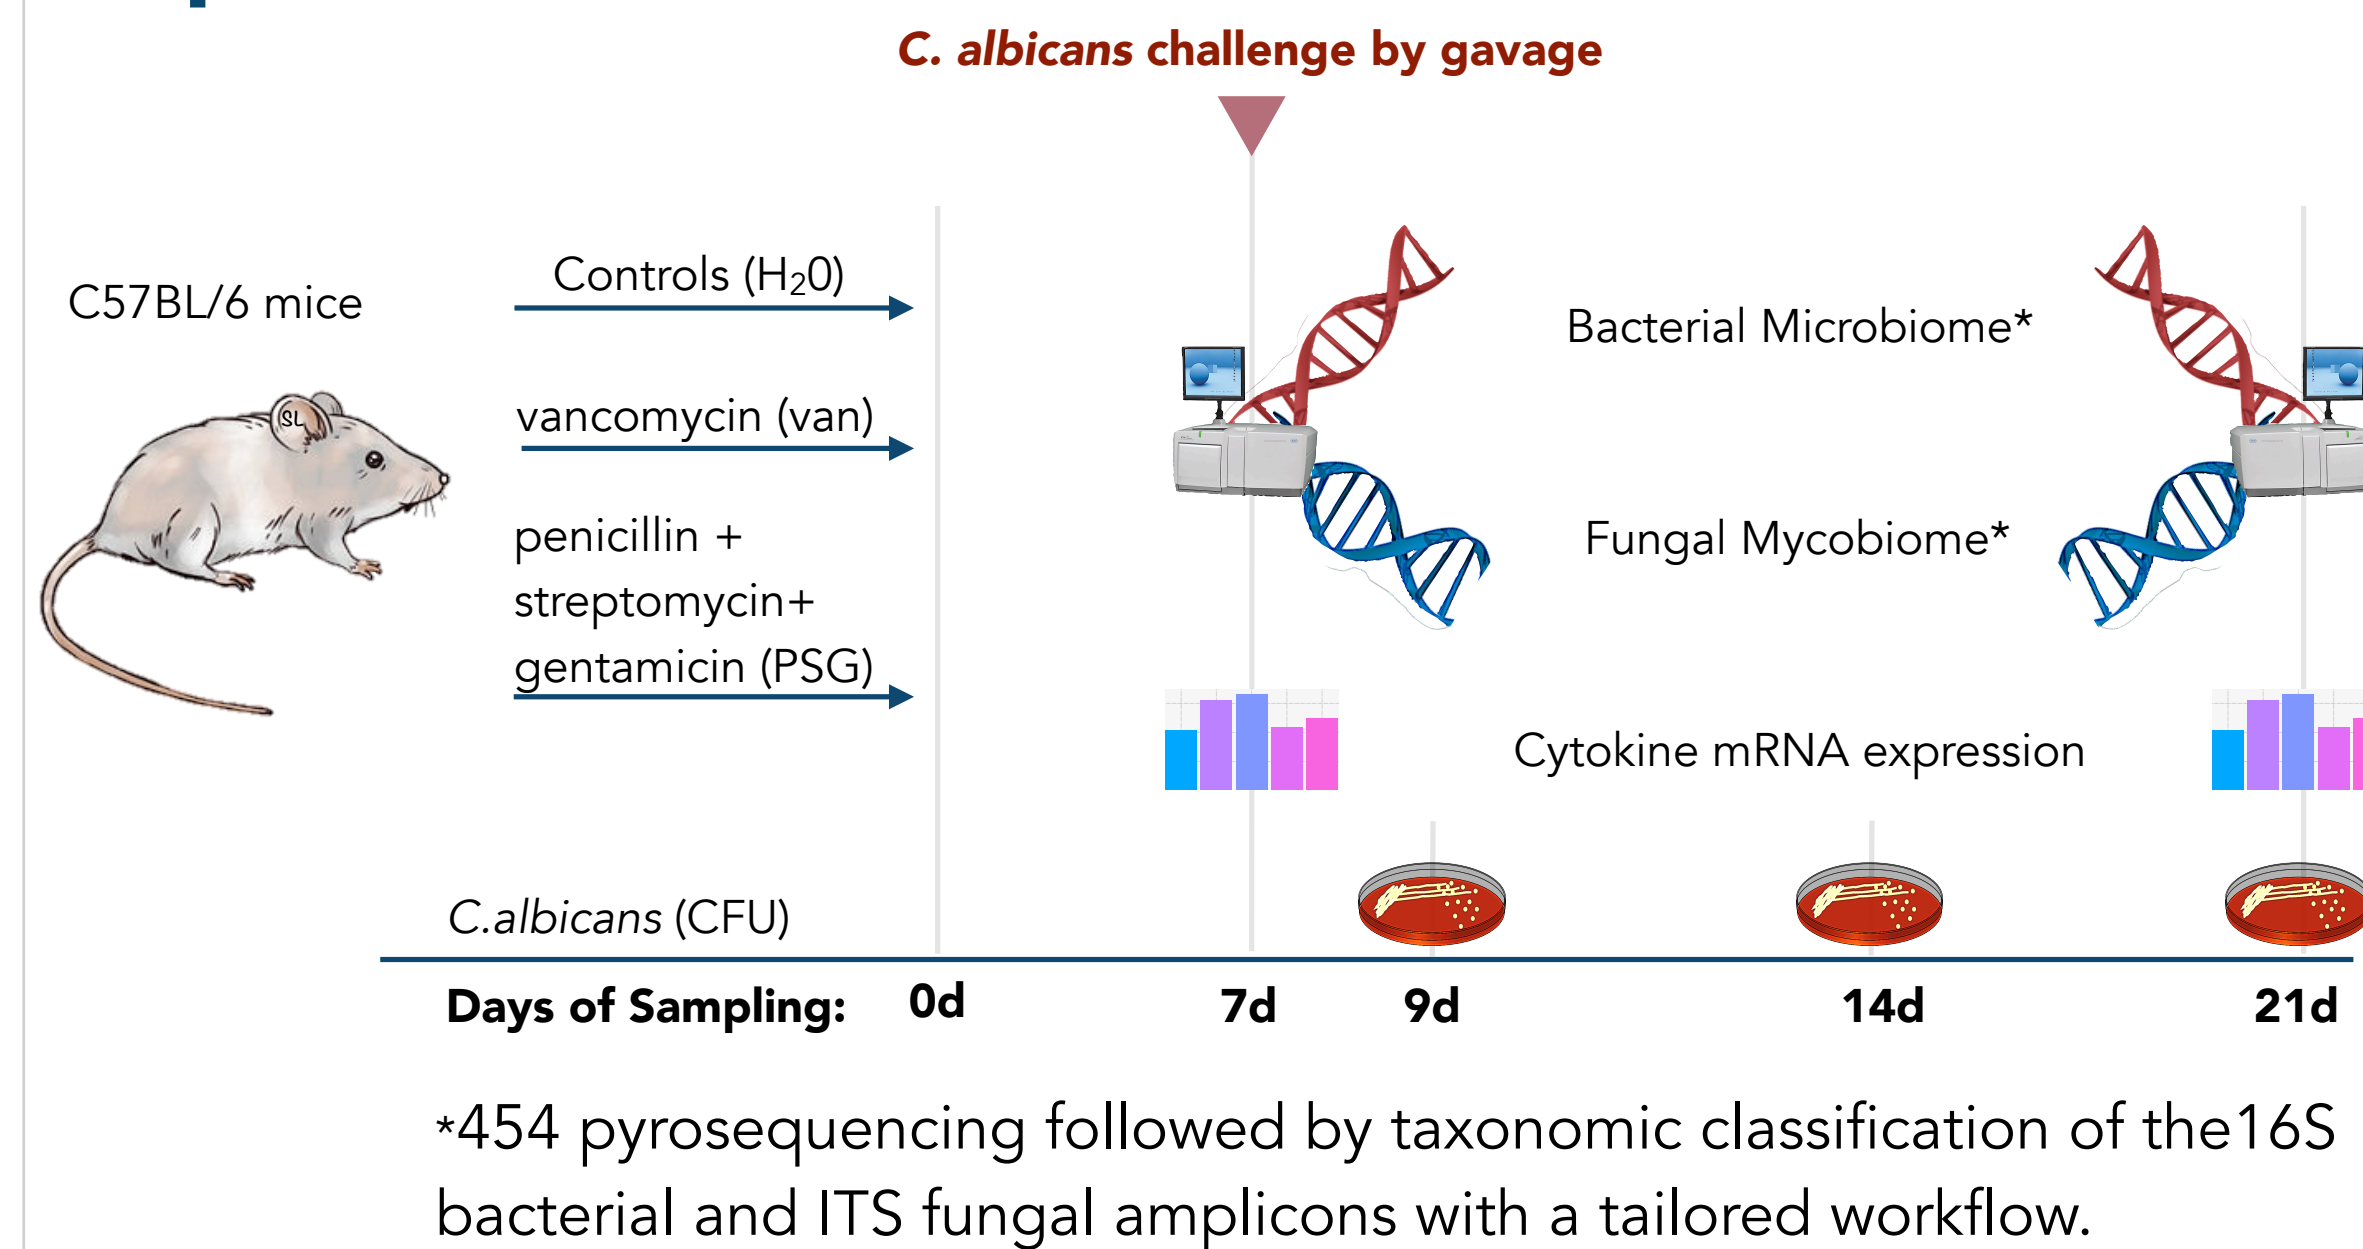 C. albicans challenge by gavage
C57BL/6 mice
SL
Controls (H₂0)
vancomycin (van)
penicillin +
streptomycin+
gentamicin (PSG)
Bacterial Microbiome*
Fungal Mycobiome*
Cytokine mRNA expression
C.albicans (CFU)
Days of Sampling: 0d 7d 9d 14d 21d
*454 pyrosequencing followed by taxonomic classification of the16S
bacterial and ITS fungal amplicons with a tailored workflow.